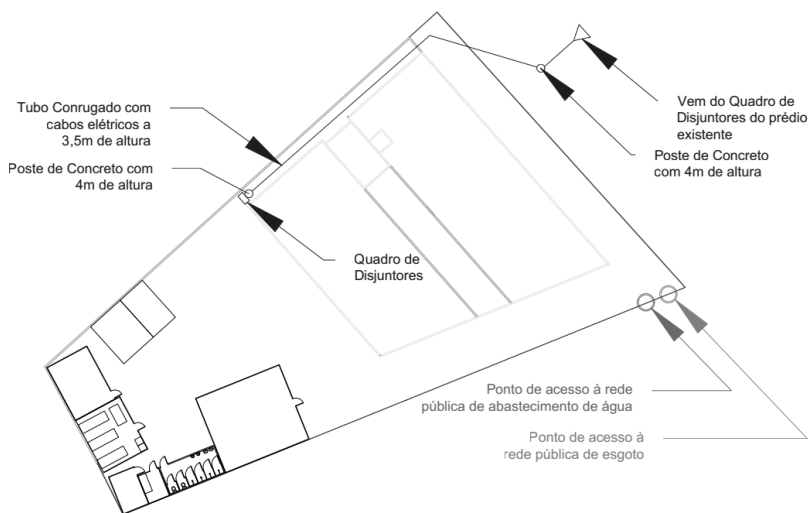 Tubo Conrugado com
cabos elétricos a
3,5m de altura
Poste de Concreto com
4m de altura
Quadro de
Disjuntores
Vem do Quadro de
Disjuntores do prédio
existente
Poste de Concreto
com 4m de altura
Ponto de acesso à rede
pública de abastecimento de água
Ponto de acesso à
rede pública de esgoto